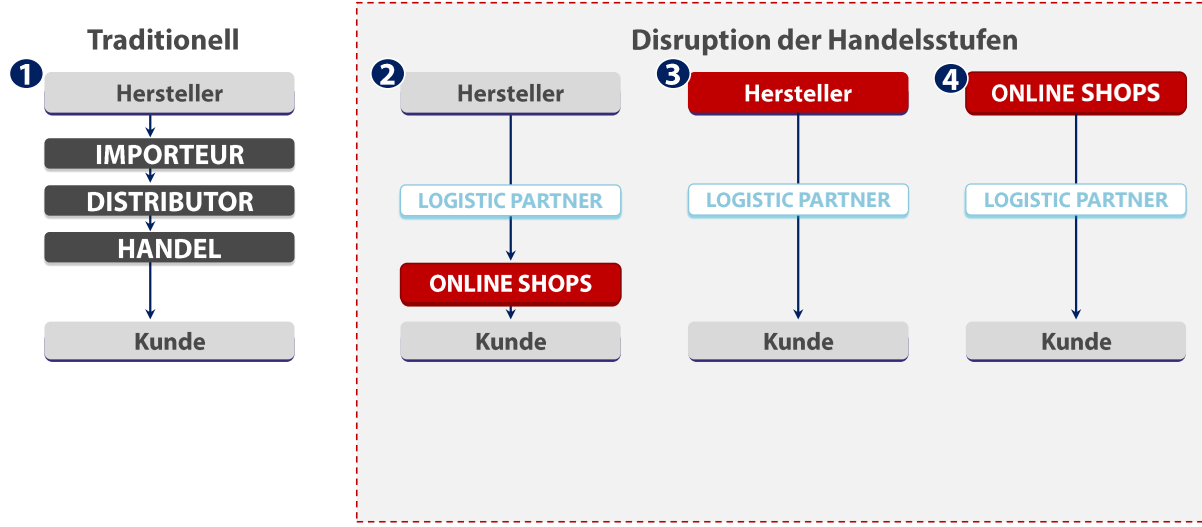 Traditionell
1
Hersteller
IMPORTEUR
DISTRIBUTOR
HANDEL
Kunde
Disruption der Handelsstufen
2
Hersteller
LOGISTIC PARTNER
ONLINE SHOPS
Kunde
3
Hersteller
LOGISTIC PARTNER
Kunde
4
ONLINE SHOPS
LOGISTIC PARTNER
Kunde